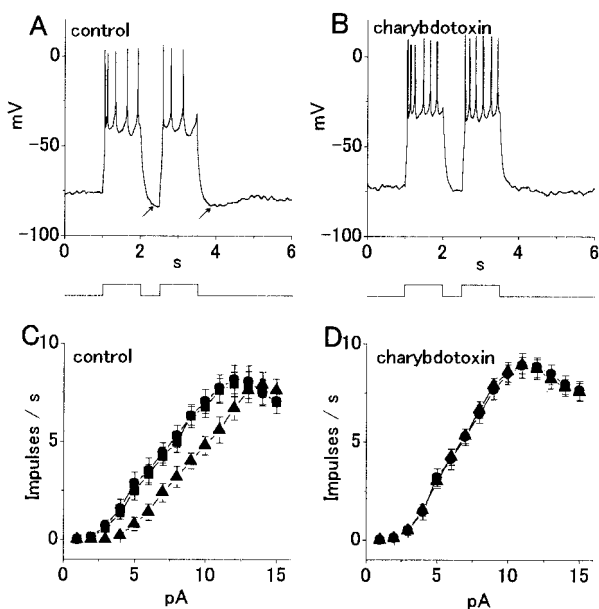 A control
B charybdotoxin
mV
0
-50
-100
0 2 4 6
s
mV
0
-50
-100
0 2 4 6
s
C control
D charybdotoxin
Impulses / s
10
5
0
0 5 10 15
pA
Impulses / s
10
5
0
0 5 10 15
pA